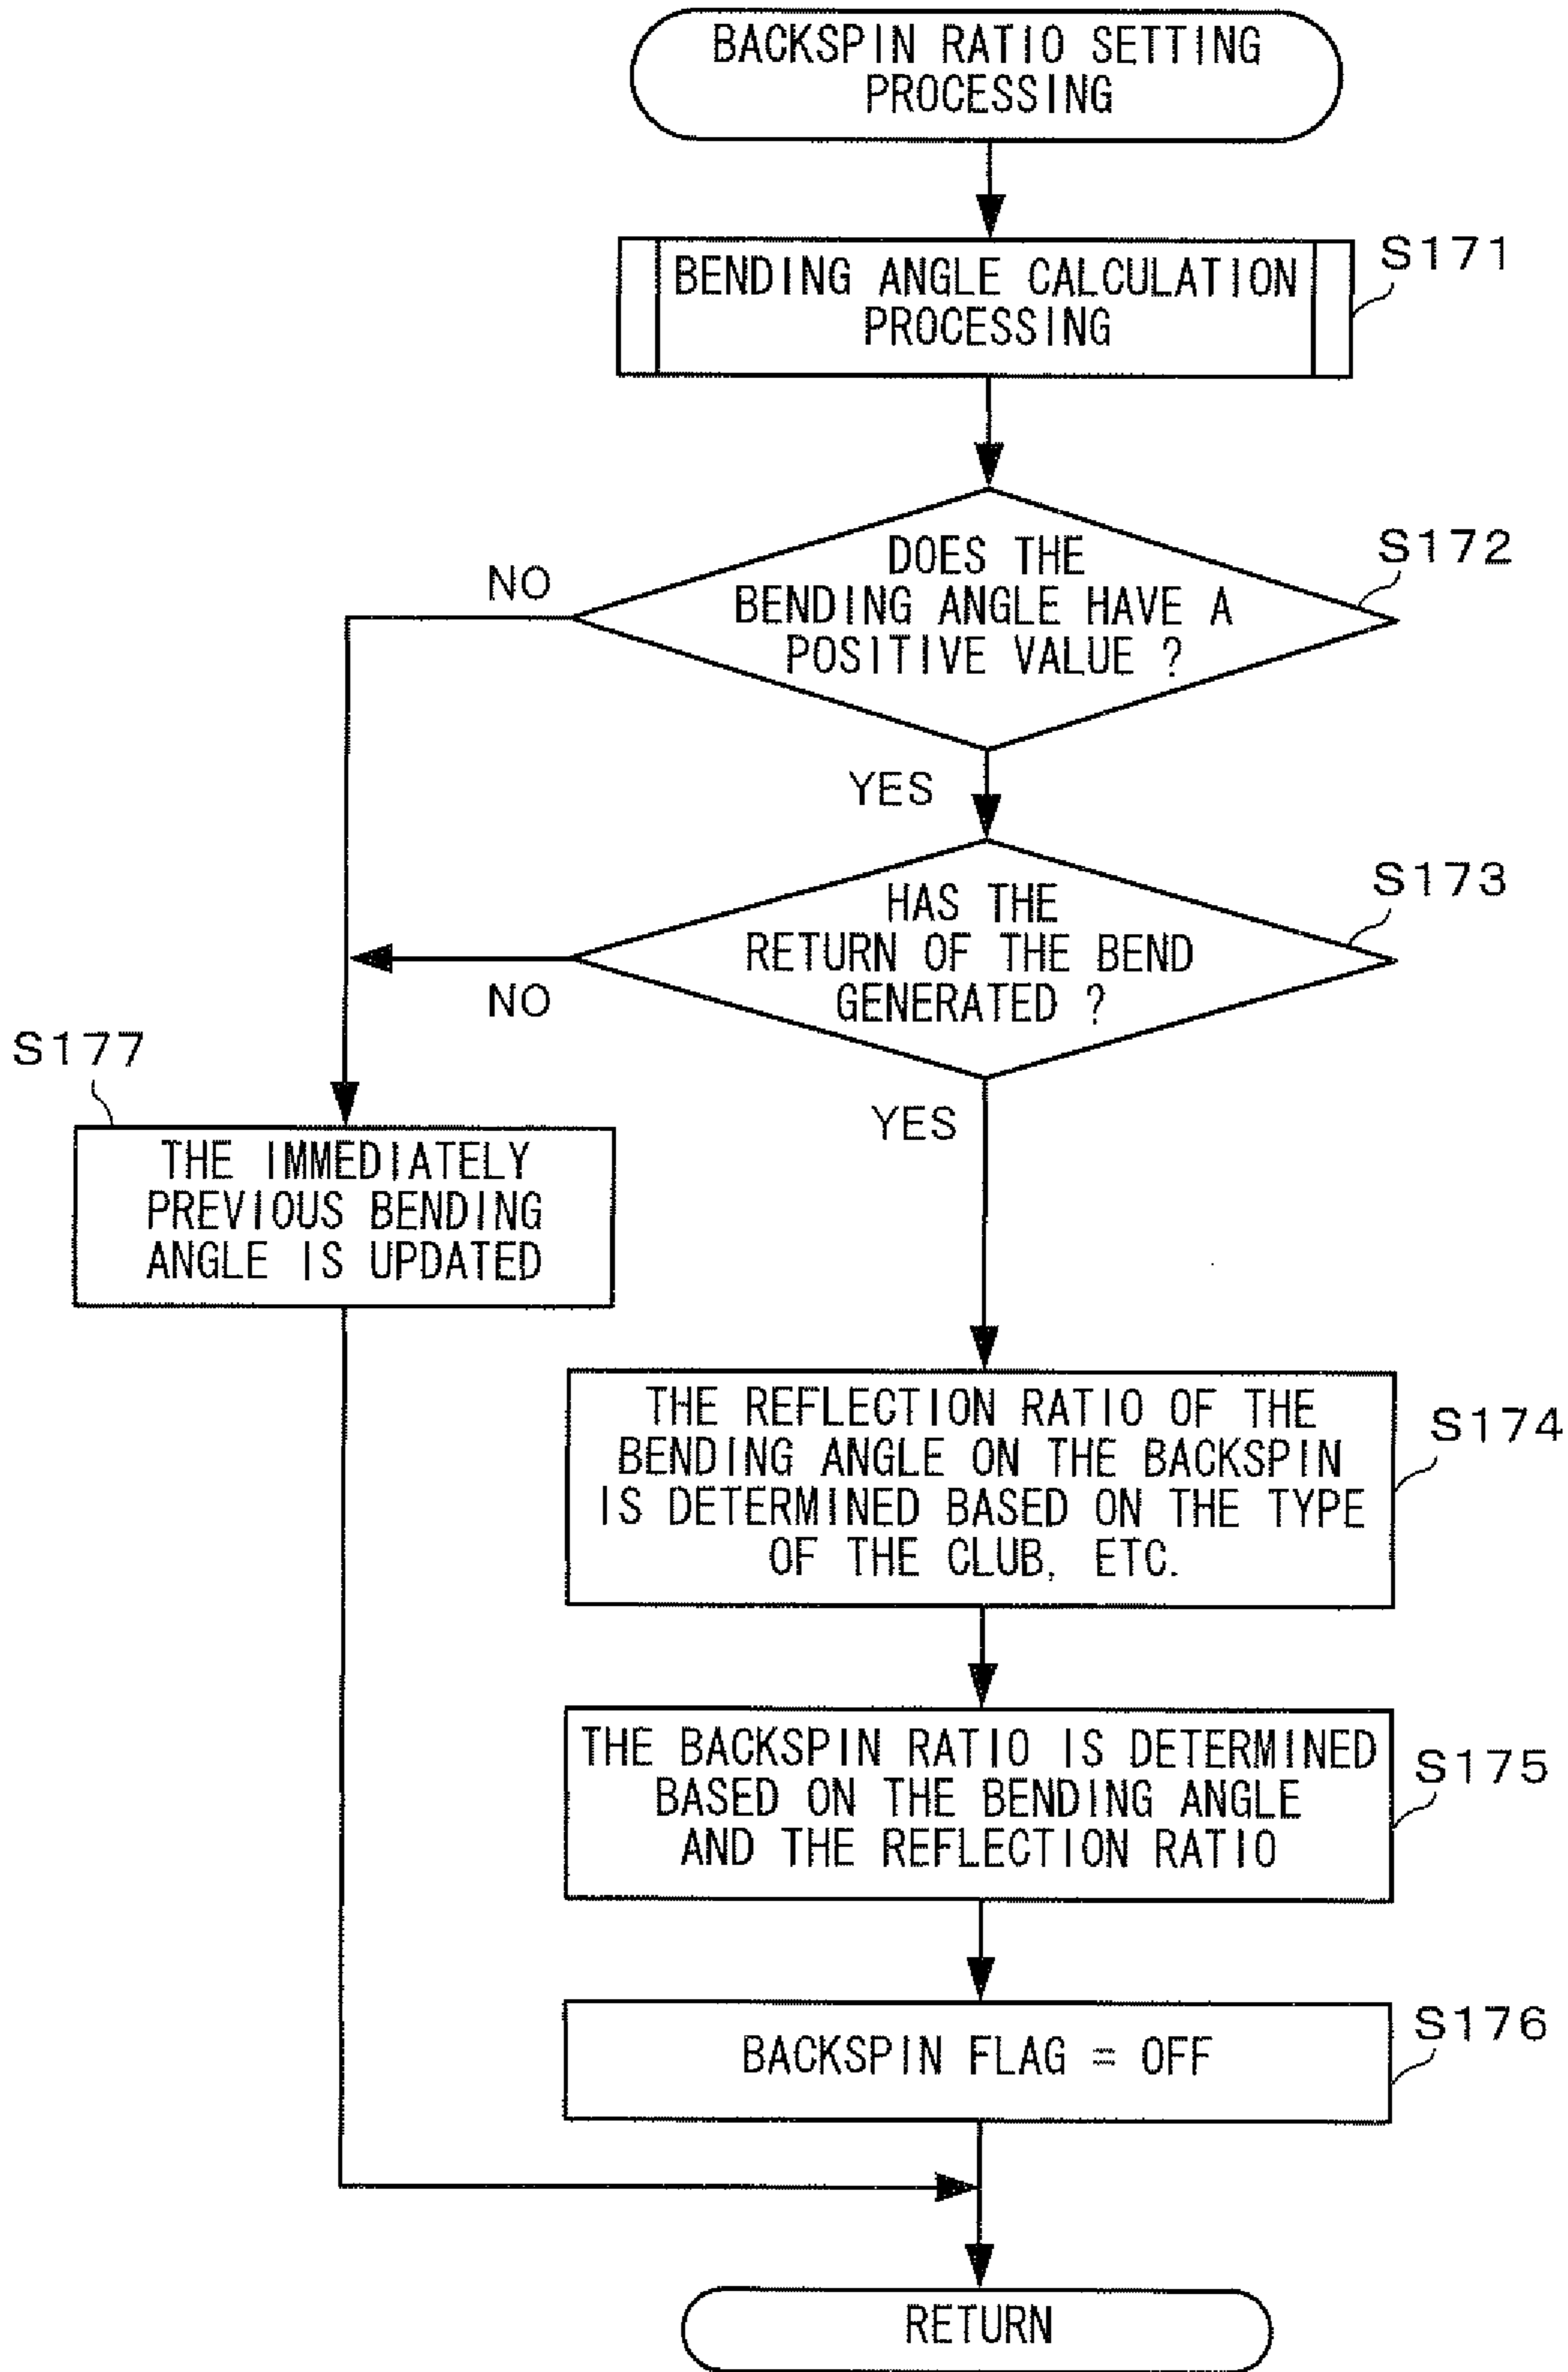 BACKSPIN RATIO SETTING
PROCESSING
S171
BENDING ANGLE CALCULATION
PROCESSING
S172
DOES THE
BENDING ANGLE HAVE A
POSITIVE VALUE ?
NO
YES
S173
HAS THE
RETURN OF THE BEND
GENERATED ?
NO
YES
S177
THE IMMEDIATELY
PREVIOUS BENDING
ANGLE IS UPDATED
S174
THE REFLECTION RATIO OF THE
BENDING ANGLE ON THE BACKSPIN
IS DETERMINED BASED ON THE TYPE
OF THE CLUB, ETC.
S175
THE BACKSPIN RATIO IS DETERMINED
BASED ON THE BENDING ANGLE
AND THE REFLECTION RATIO
S176
BACKSPIN FLAG = OFF
RETURN